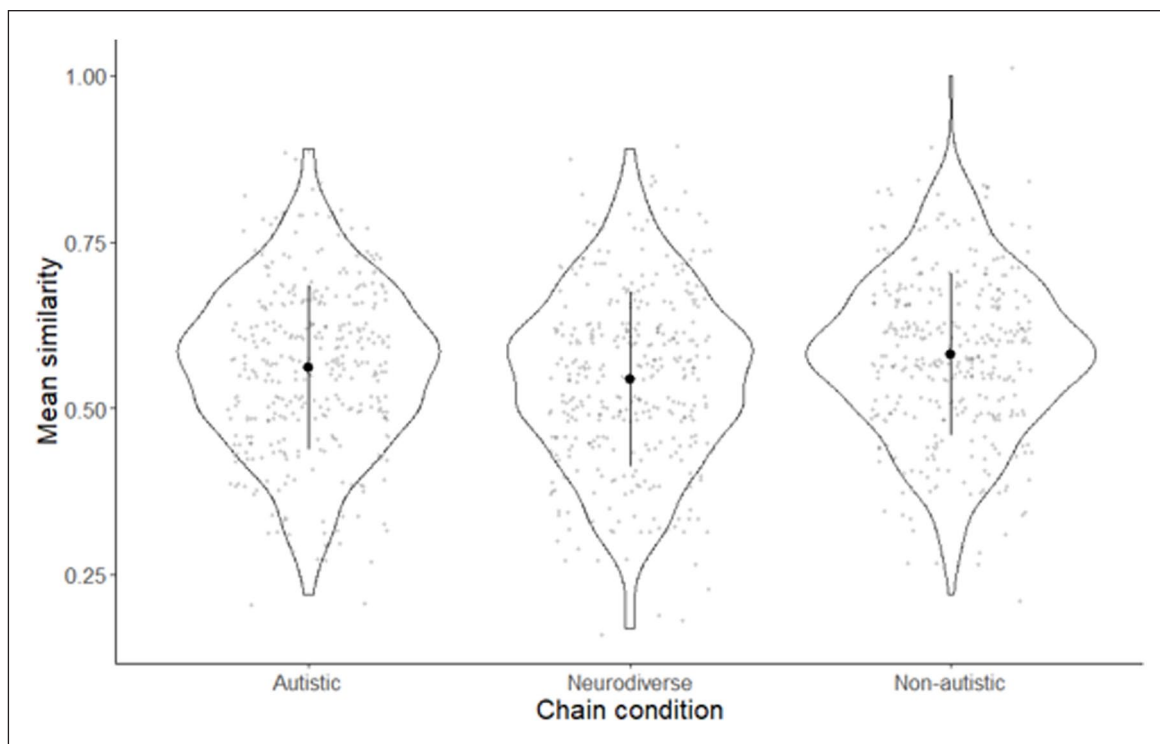 Mean similarity
1.00
0.75
0.50
0.25
Autistic
Neurodiverse
Non-autistic
Chain condition